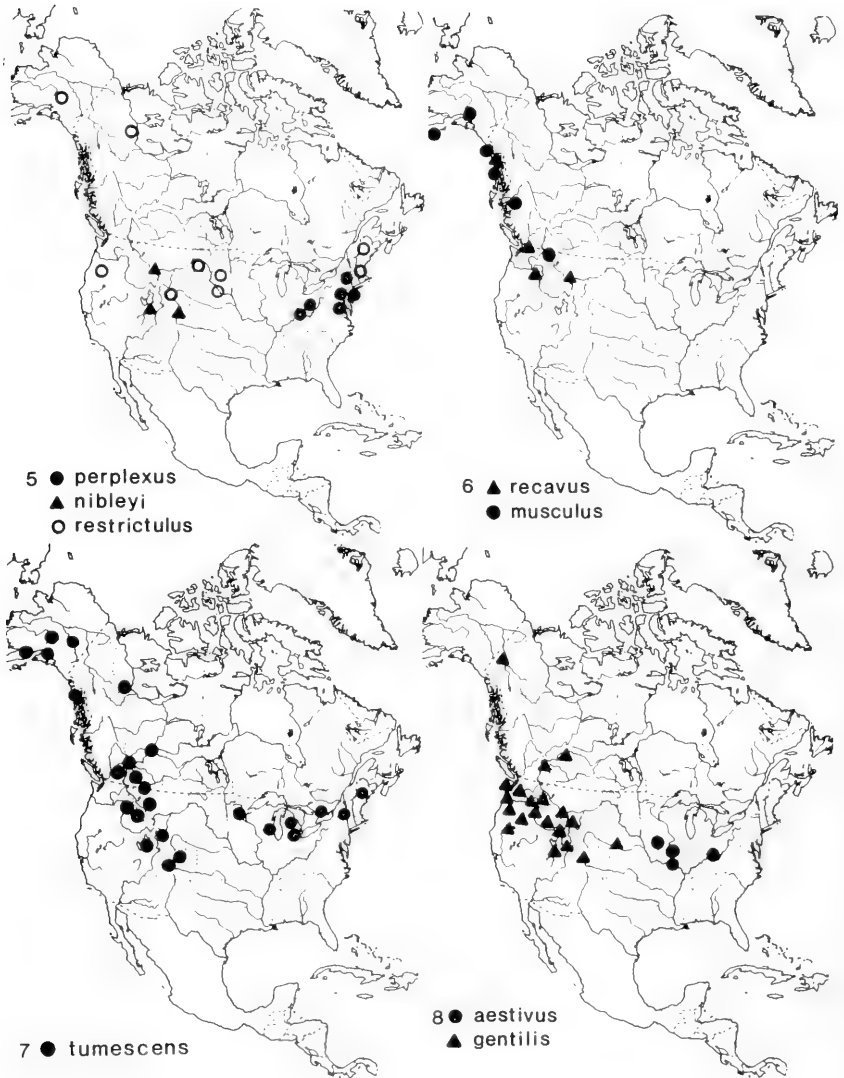 5 ● perplexus
▲ nibleyi
○ restrictulus
6 ▲ recavus
● musculus
7 ● tumescens
8 ● aestivus
▲ gentilis